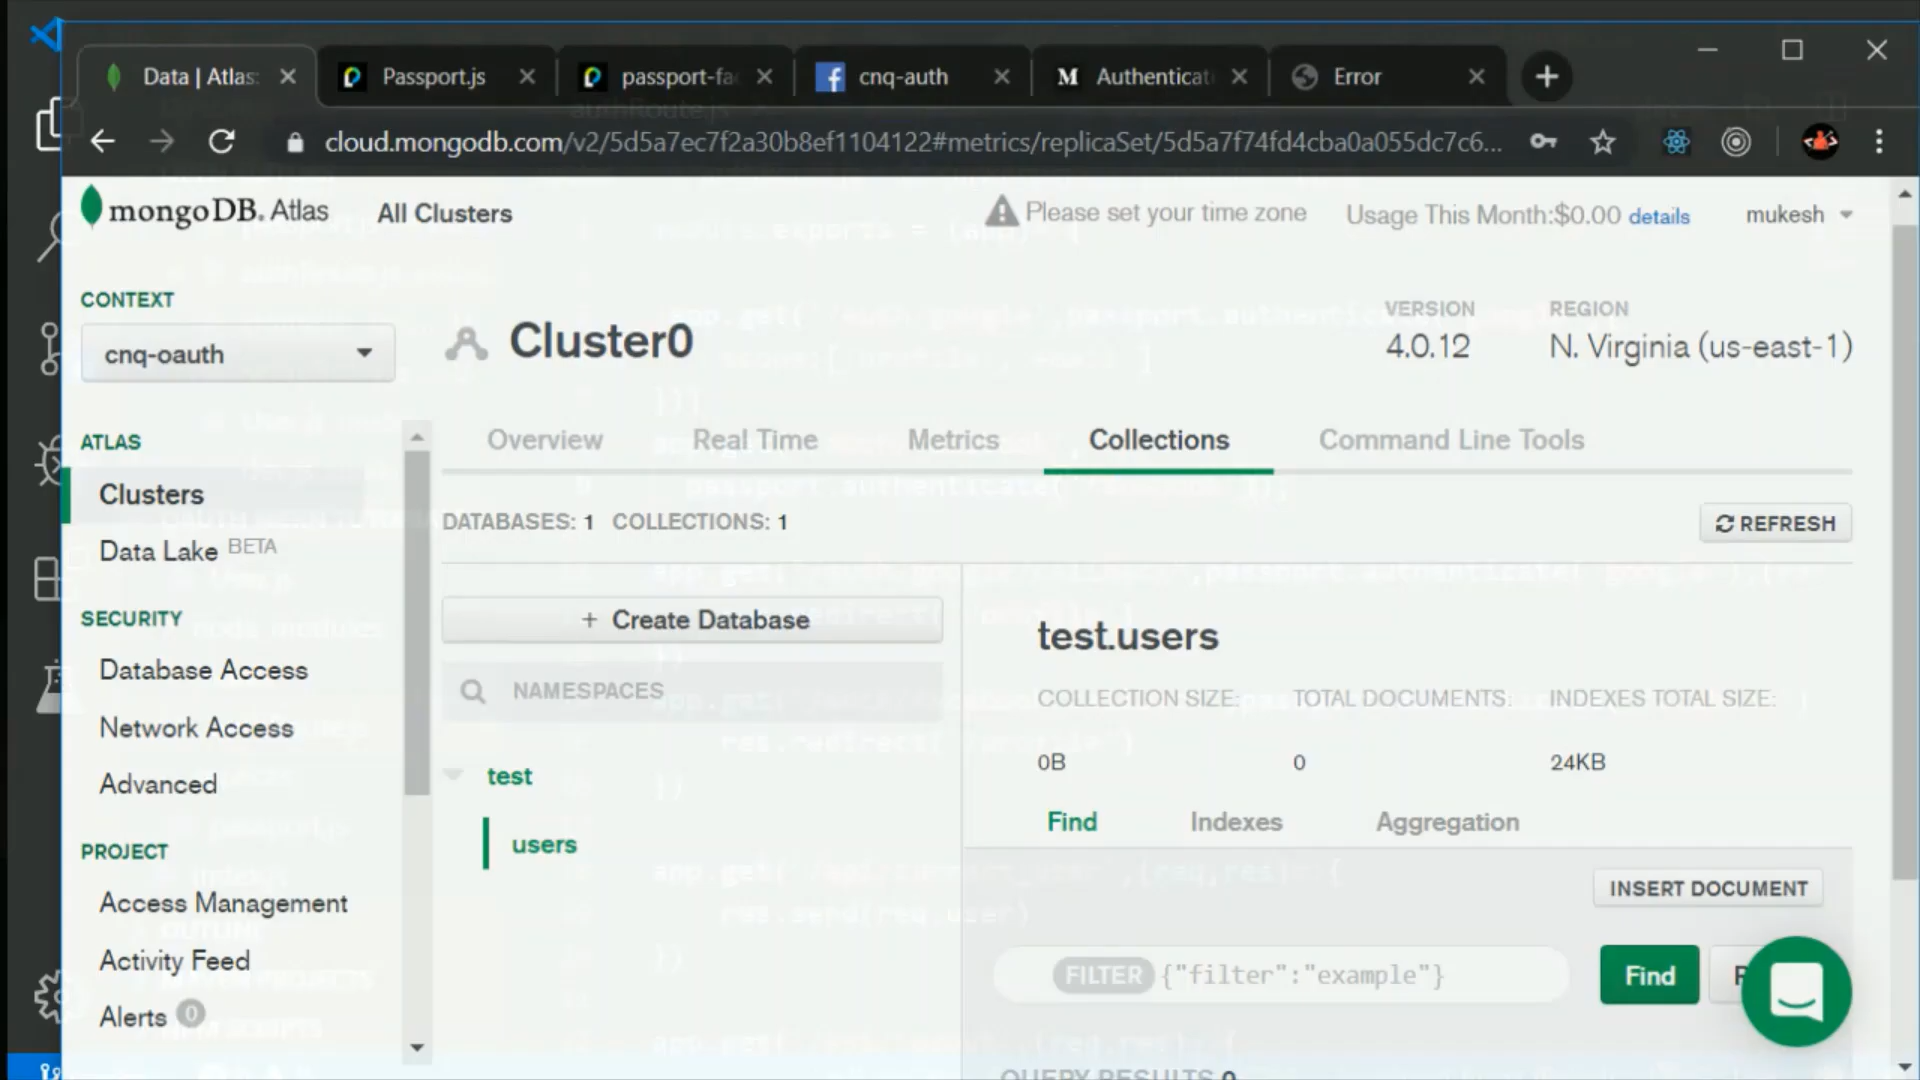 Data | Atlas:
Passport.js
passport-fa
cnq-auth
Authenticat
Error
cloud.mongodb.com/v2/5d5a7ec7f2a30b8ef1104122#metrics/replicaSet/5d5a7f74fd4cba0a055dc7c6...
mongoDB. Atlas
All Clusters
Please set your time zone
Usage This Month:$0.00 details
mukesh
CONTEXT
cnq-oauth
Cluster0
VERSION
4.0.12
REGION
N. Virginia (us-east-1)
ATLAS
Clusters
Data Lake BETA
SECURITY
Database Access
Network Access
Advanced
PROJECT
Access Management
Activity Feed
Alerts 0
Overview
Real Time
Metrics
Collections
Command Line Tools
DATABASES: 1 COLLECTIONS: 1
REFRESH
+ Create Database
NAMESPACES
test
users
test.users
COLLECTION SIZE:
TOTAL DOCUMENTS:
INDEXES TOTAL SIZE:
0B
0
24KB
Find
Indexes
Aggregation
INSERT DOCUMENT
FILTER {"filter":"example"}
Find
QUERY RESULTS 0